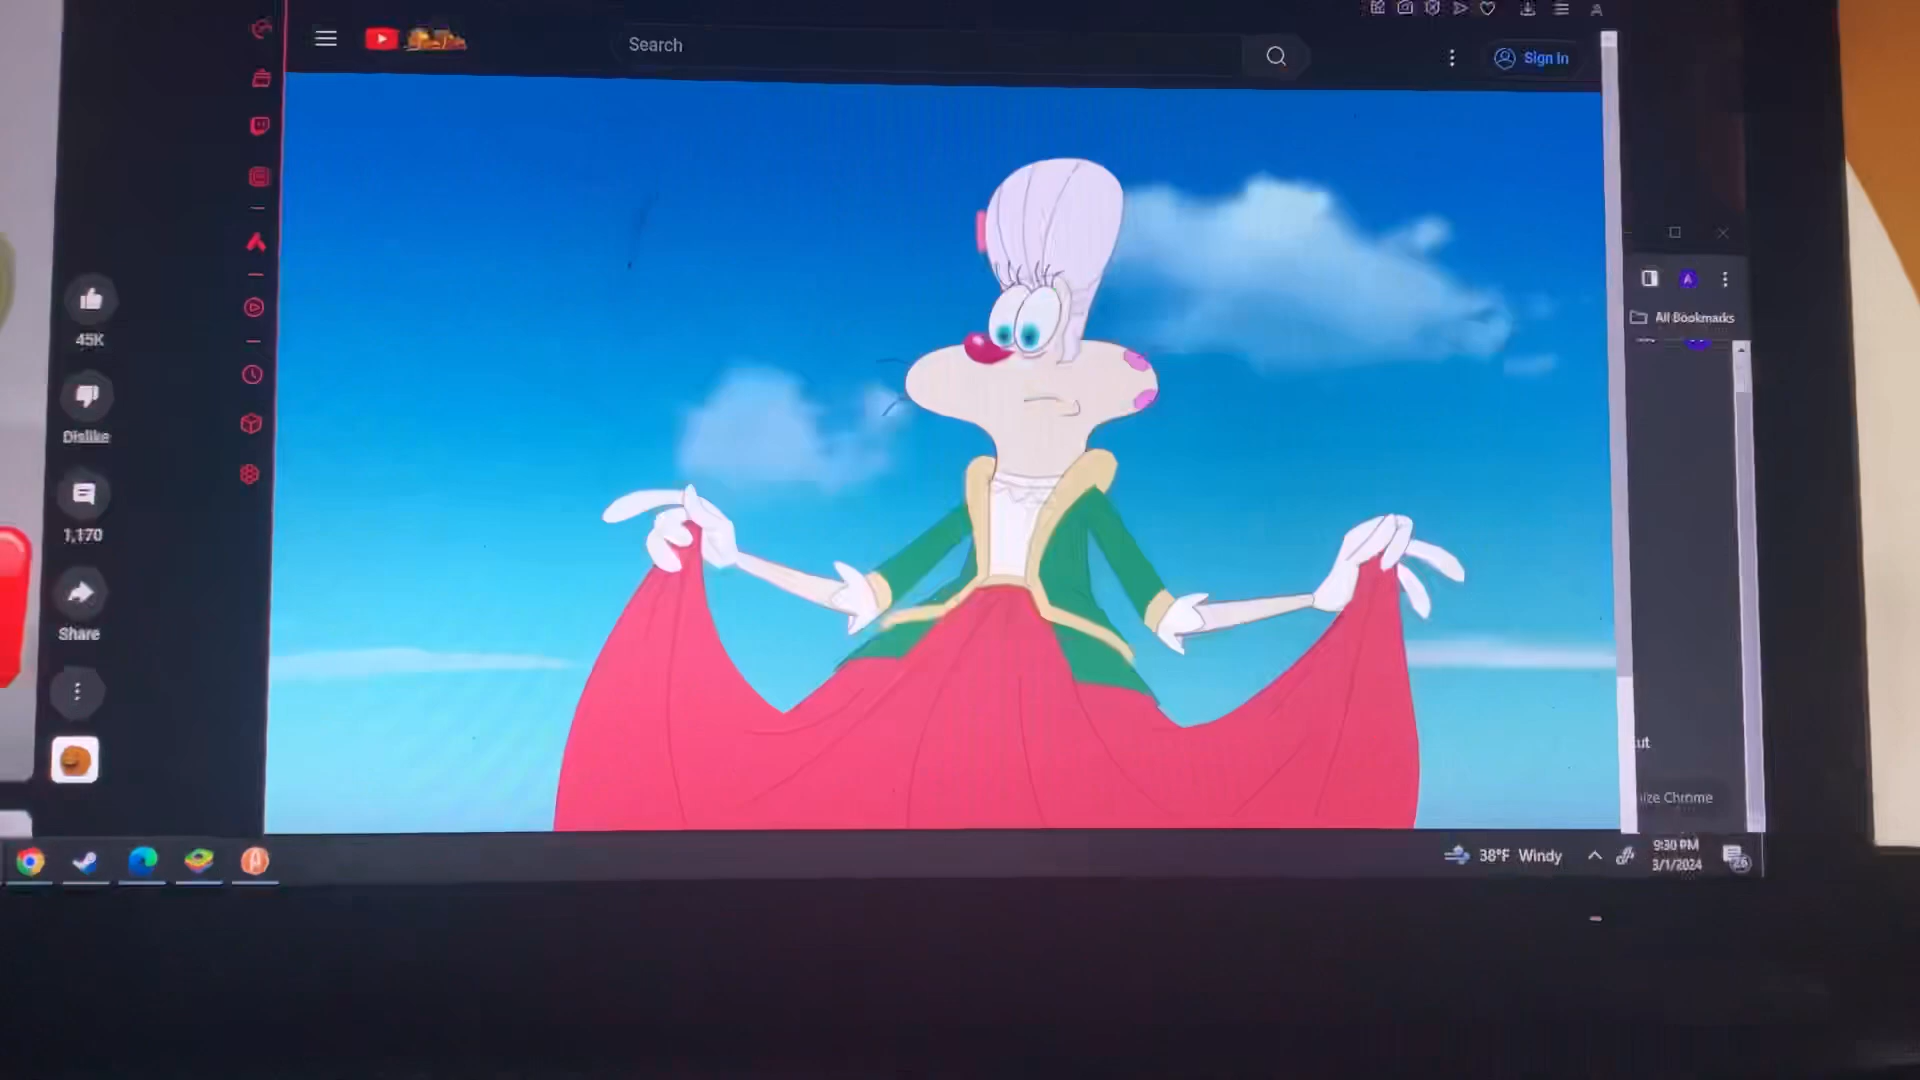 Search
Sign In
45K
Dislike
1,170
Share
A
All Bookmarks
ize Chrome
38°F Windy
9:30 PM
3/1/2024
26